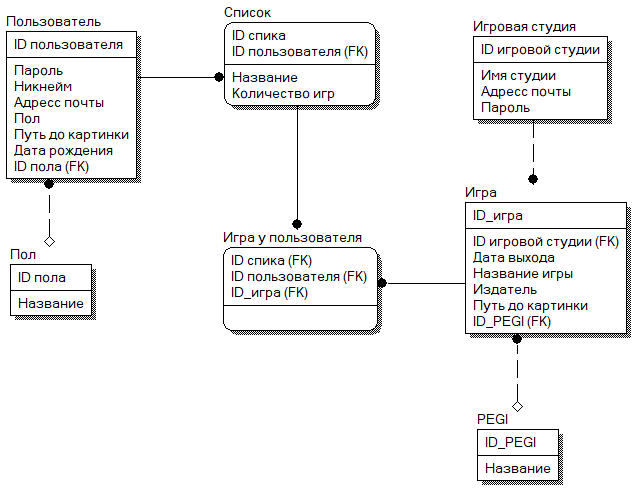 Пользователь
ID пользователя
Пароль
Никнейм
Адресс почты
Пол
Путь до картинки
Дата рождения
ID пола (FK)
Список
ID спика
ID пользователя (FK)
Название
Количество игр
Игровая студия
ID игровой студии
Имя студии
Адресс почты
Пароль
Пол
ID пола
Название
Игра у пользователя
ID спика (FK)
ID пользователя (FK)
ID_игра (FK)
Игра
ID_игра
ID игровой студии (FK)
Дата выхода
Название игры
Издатель
Путь до картинки
ID_PEGI (FK)
PEGI
ID_PEGI
Название